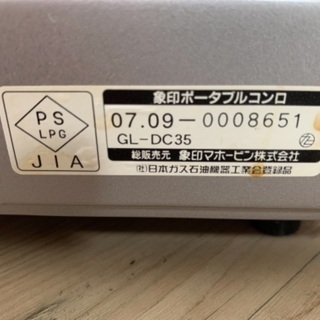 PS
LPG
JIA
象印ポータブルコンロ
07.09-0008651
GL-DC35
総販売元 象印マホービン株式会社
(社)日本ガス石油機器工業会登録品